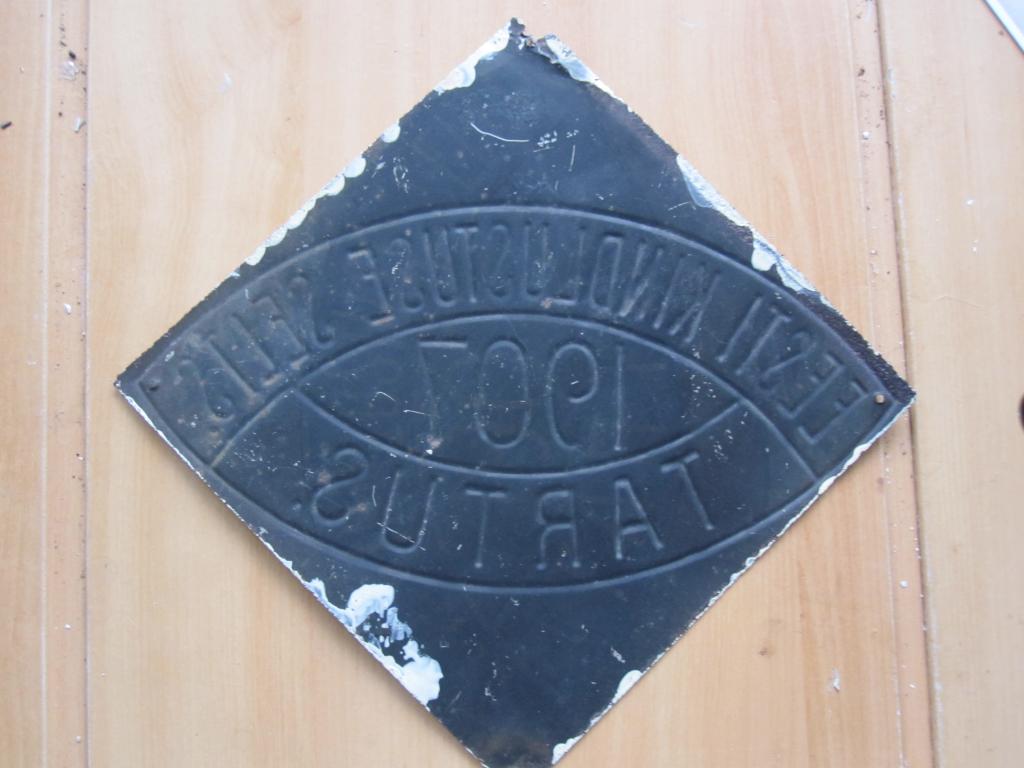 EESTI KINDLUSTUSE SELTS
1907
TARTUS.